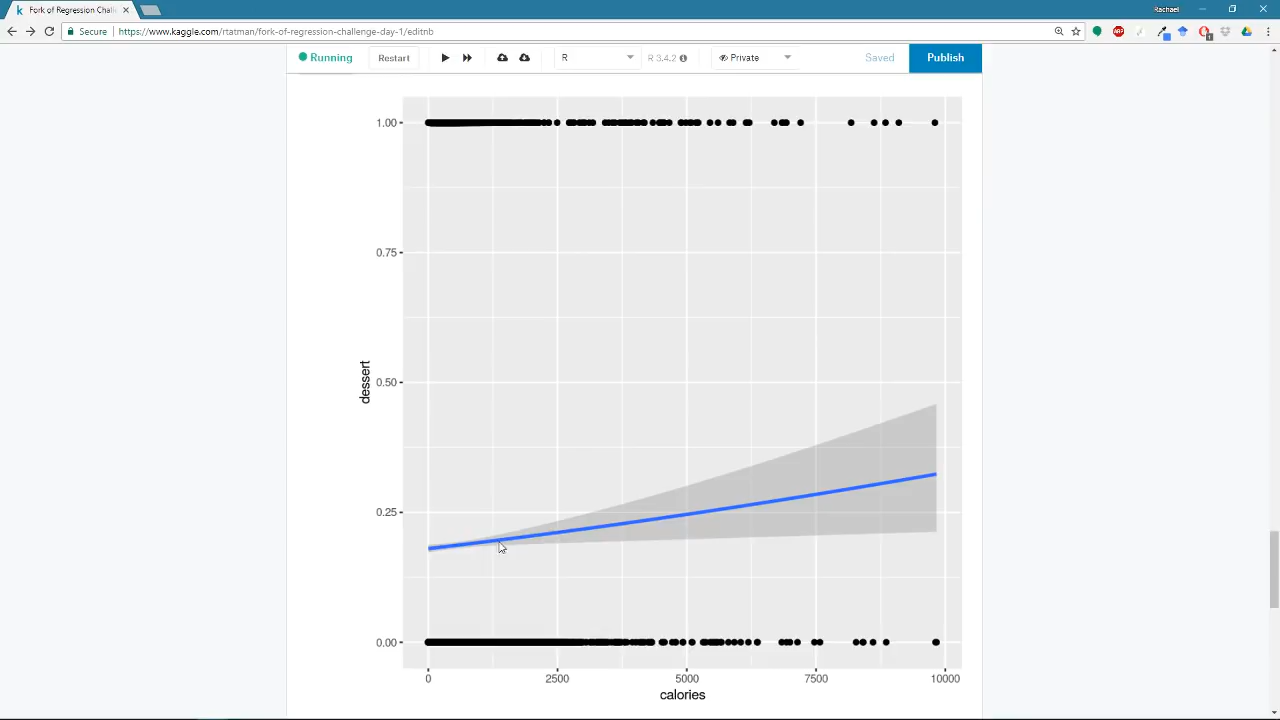 Fork of Regression Chall
Rachael
Secure
https://www.kaggle.com/rtatman/fork-of-regression-challenge-day-1/editnb
Running
Restart
R
R 3.4.2
Private
Saved
Publish
1.00
0.75
0.50
0.25
0.00
dessert
0
2500
5000
7500
10000
calories